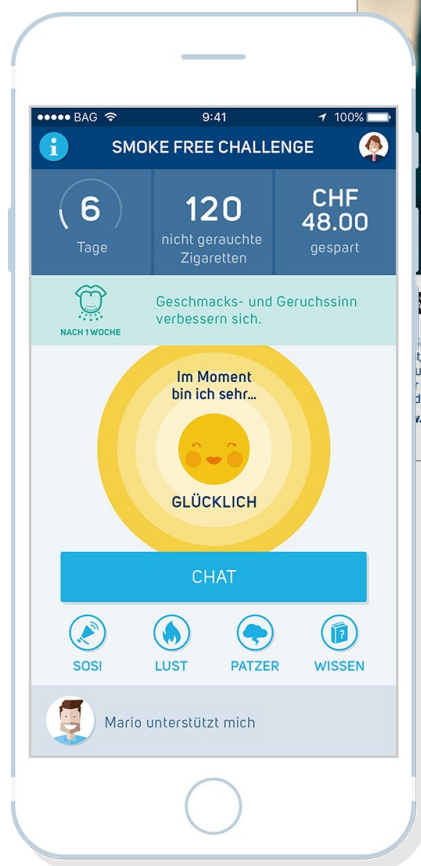 BAG 9:41 100%
i SMOKE FREE CHALLENGE
6
Tage
120
nicht gerauchte
Zigaretten
CHF
48.00
gespart
NACH 1 WOCHE
Geschmacks- und Geruchssinn
verbessern sich.
Im Moment
bin ich sehr...
GLÜCKLICH
CHAT
SOS! LUST PATZER WISSEN
Mario unterstützt mich